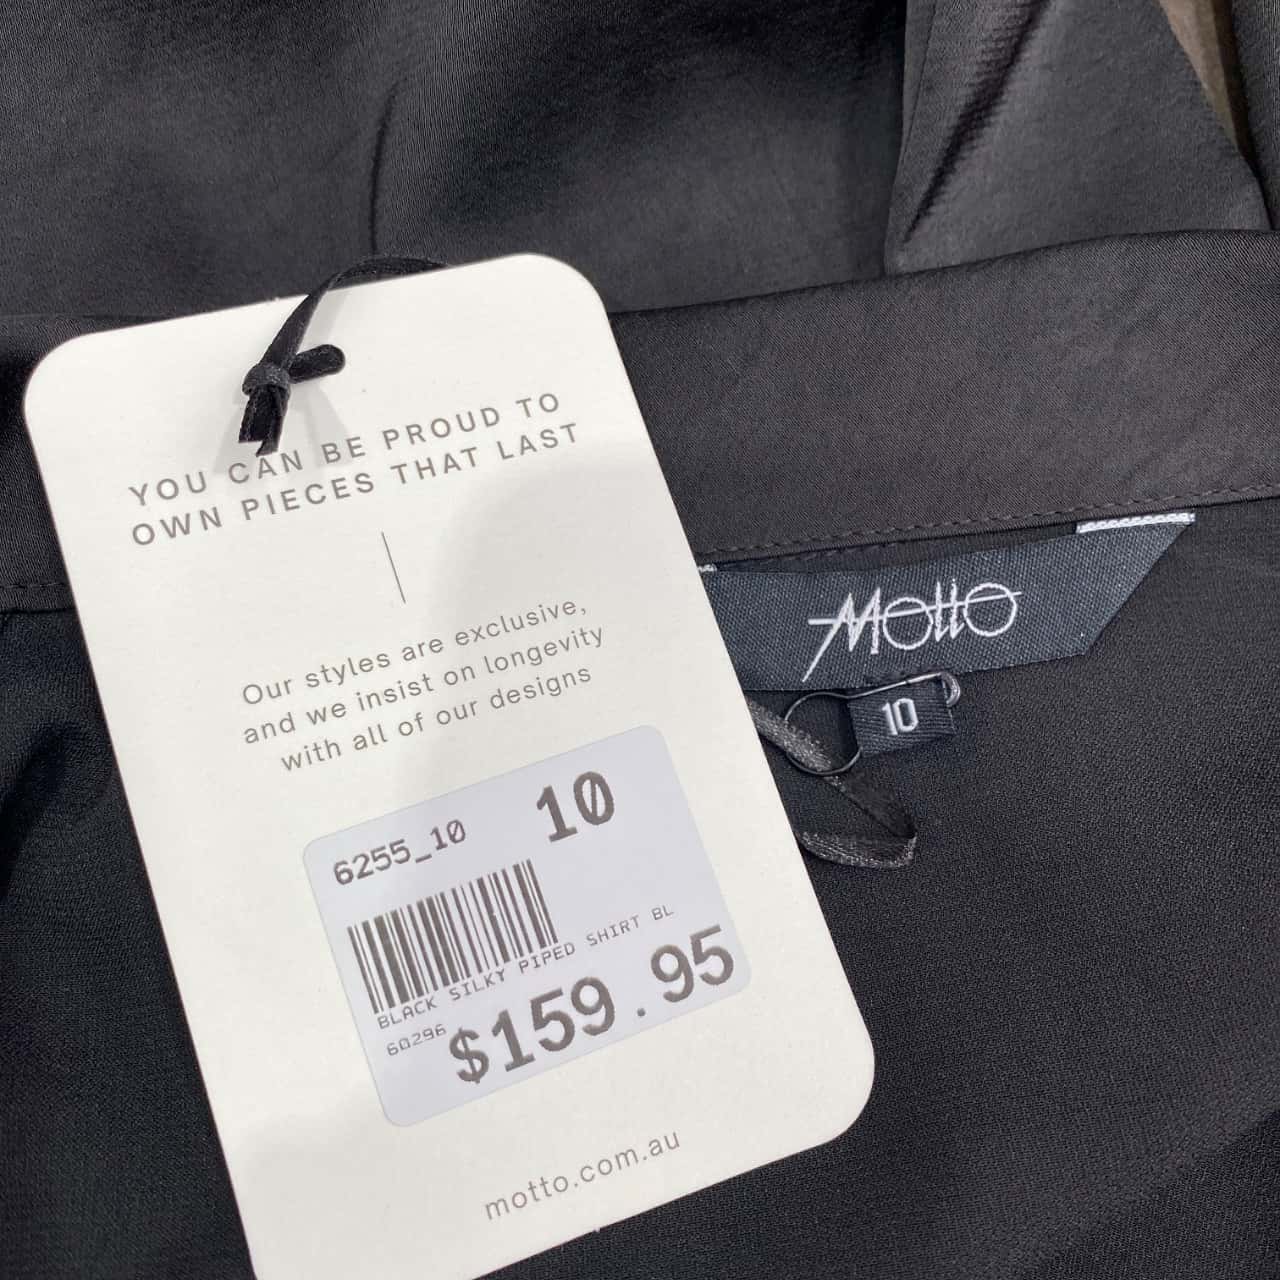 YOU CAN BE PROUD TO
OWN PIECES THAT LAST
Our styles are exclusive,
and we insist on longevity
with all of our designs
6255_10 10
BLACK SILKY PIPED SHIRT BL
60296 $159.95
motto.com.au
Motto
10